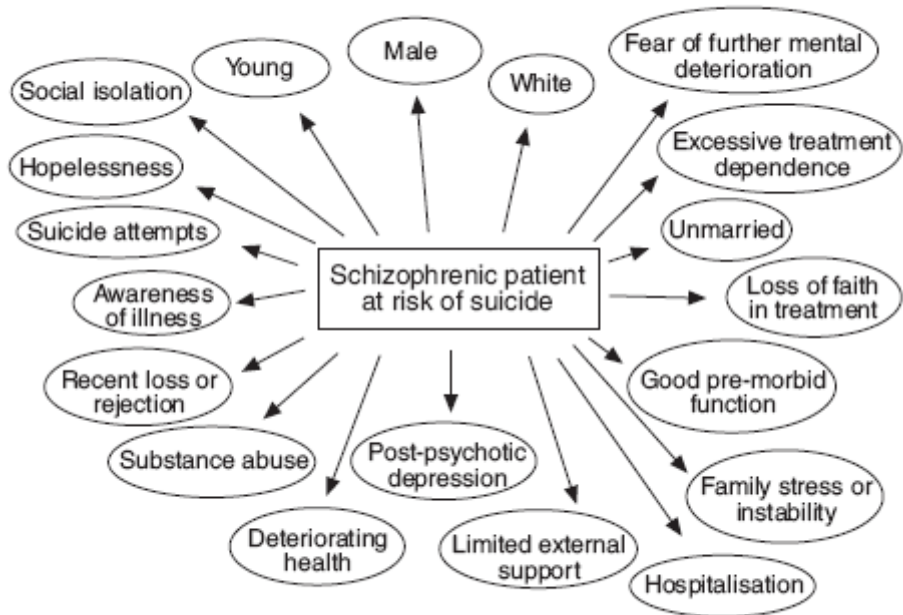 Fear of further mental
deterioration
Male
Young
White
Social isolation
Excessive treatment
dependence
Hopelessness
Suicide attempts
Unmarried
Schizophrenic patient
at risk of suicide
Awareness
of illness
Loss of faith
in treatment
Recent loss or
rejection
Good pre-morbid
function
Substance abuse
Post-psychotic
depression
Family stress or
instability
Deteriorating
health
Limited external
support
Hospitalisation